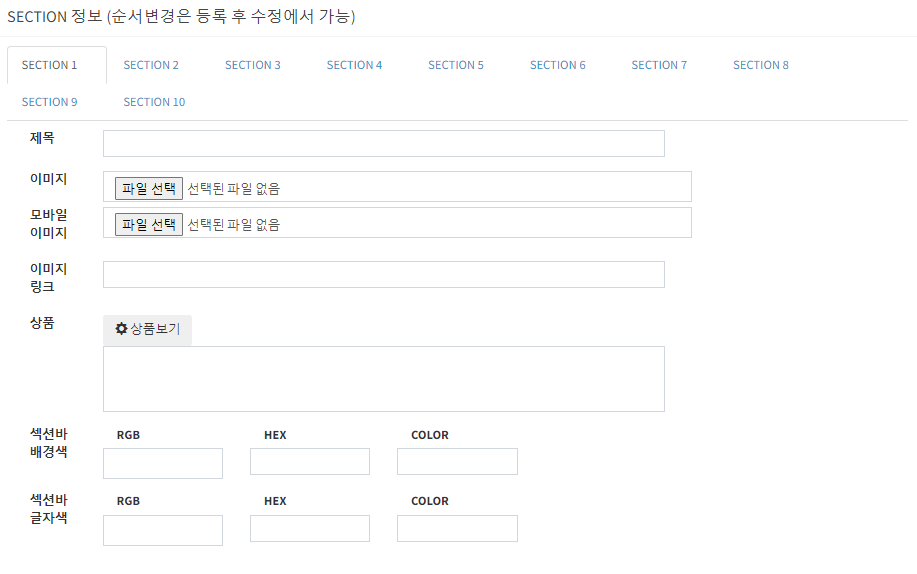 SECTION 정보 (순서변경은 등록 후 수정에서 가능)
SECTION 1 SECTION 2 SECTION 3 SECTION 4 SECTION 5 SECTION 6 SECTION 7 SECTION 8
SECTION 9 SECTION 10
제목
이미지 파일 선택 선택된 파일 없음
모바일
이미지 파일 선택 선택된 파일 없음
이미지
링크
상품 상품보기
섹션바 RGB HEX COLOR
배경색
섹션바 RGB HEX COLOR
글자색